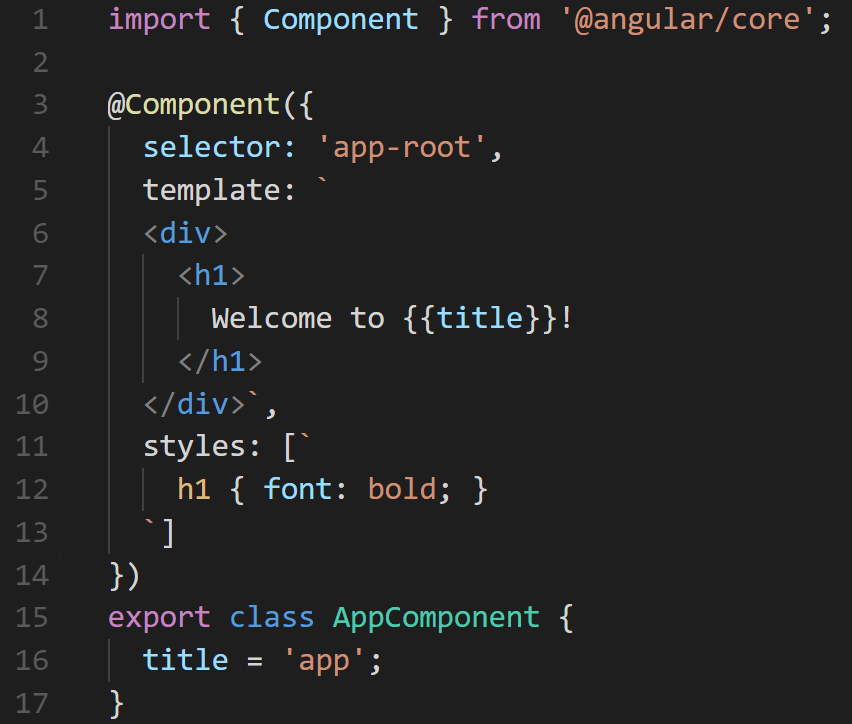 1 import { Component } from '@angular/core';
2
3 @Component({
4   selector: 'app-root',
5   template: `
6   <div>
7     <h1>
8       Welcome to {{title}}!
9     </h1>
10   </div>`,
11   styles: [`
12     h1 { font: bold; }
13   `]
14 })
15 export class AppComponent {
16   title = 'app';
17 }